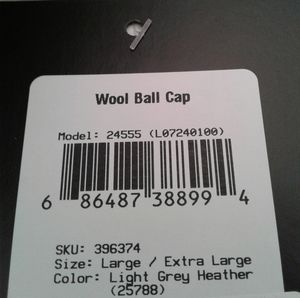 Wool Ball Cap
Model: 24555 (L07240100)
6 86487 38899 4
SKU: 396374
Size: Large / Extra Large
Color: Light Grey Heather
(25788)